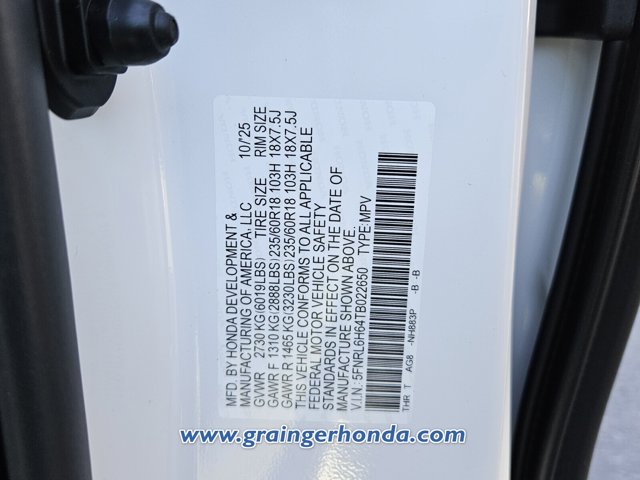 MFD. BY HONDA DEVELOPMENT &
MANUFACTURING OF AMERICA, LLC 10/'25
GVWR 2730 KG(6019LBS) TIRE SIZE RIM SIZE
GAWR F 1310 KG(2888LBS)235/60R18 103H 18X7.5J
GAWR R 1465 KG(3230LBS)235/60R18 103H 18X7.5J
THIS VEHICLE CONFORMS TO ALL APPLICABLE
FEDERAL MOTOR VEHICLE SAFETY
STANDARDS IN EFFECT ON THE DATE OF
MANUFACTURE SHOWN ABOVE.
V.I.N.: 5FNRL6H64TB022650 TYPE:MPV
THR T AG8 -NH883P -B -B
www.graingerhonda.com